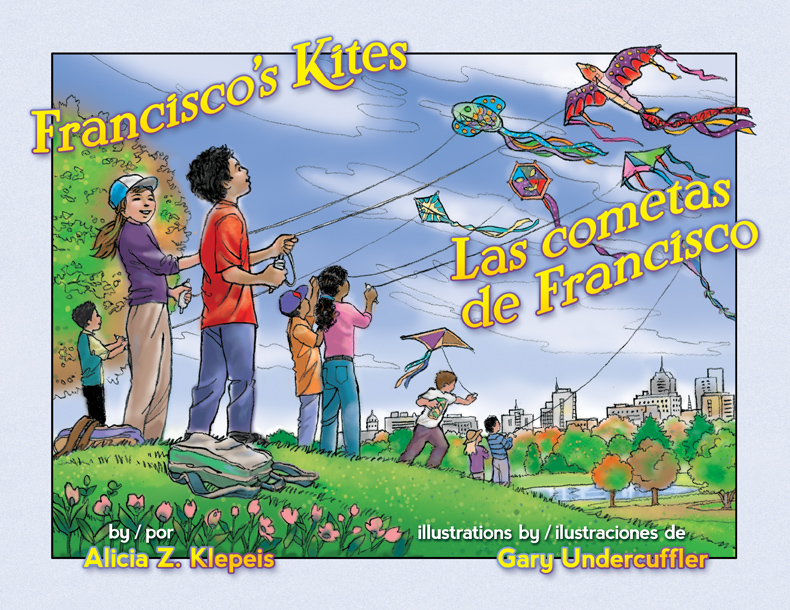 Francisco's Kites
Las cometas
de Francisco
by / por
Alicia Z. Klepeis
illustrations by / ilustraciones de
Gary Undercuffler